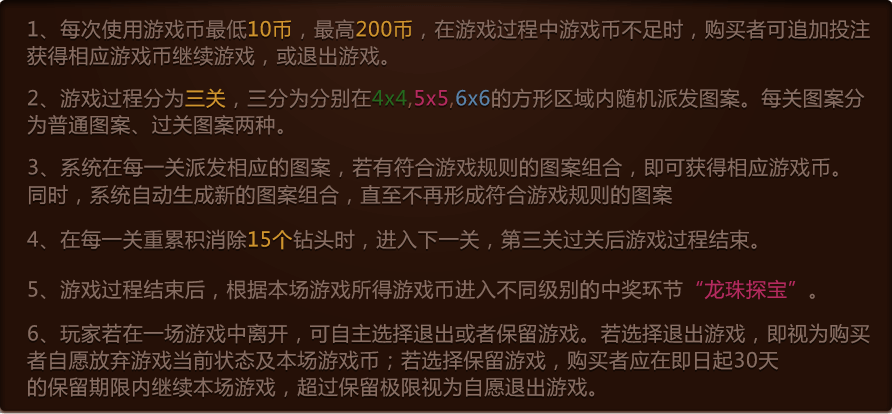 1、每次使用游戏币最低10币，最高200币，在游戏过程中游戏币不足时，购买者可追加投注
获得相应游戏币继续游戏，或退出游戏。
2、游戏过程分为三关，三分为分别在4x4,5x5,6x6的方形区域内随机派发图案。每关图案分
为普通图案、过关图案两种。
3、系统在每一关派发相应的图案，若有符合游戏规则的图案组合，即可获得相应游戏币。
同时，系统自动生成新的图案组合，直至不再形成符合游戏规则的图案
4、在每一关重累积消除15个钻头时，进入下一关，第三关过关后游戏过程结束。
5、游戏过程结束后，根据本场游戏所得游戏币进入不同级别的中奖环节“龙珠探宝”。
6、玩家若在一场游戏中离开，可自主选择退出或者保留游戏。若选择退出游戏，即视为购买
者自愿放弃游戏当前状态及本场游戏币；若选择保留游戏，购买者应在即日起30天
的保留期限内继续本场游戏，超过保留极限视为自愿退出游戏。